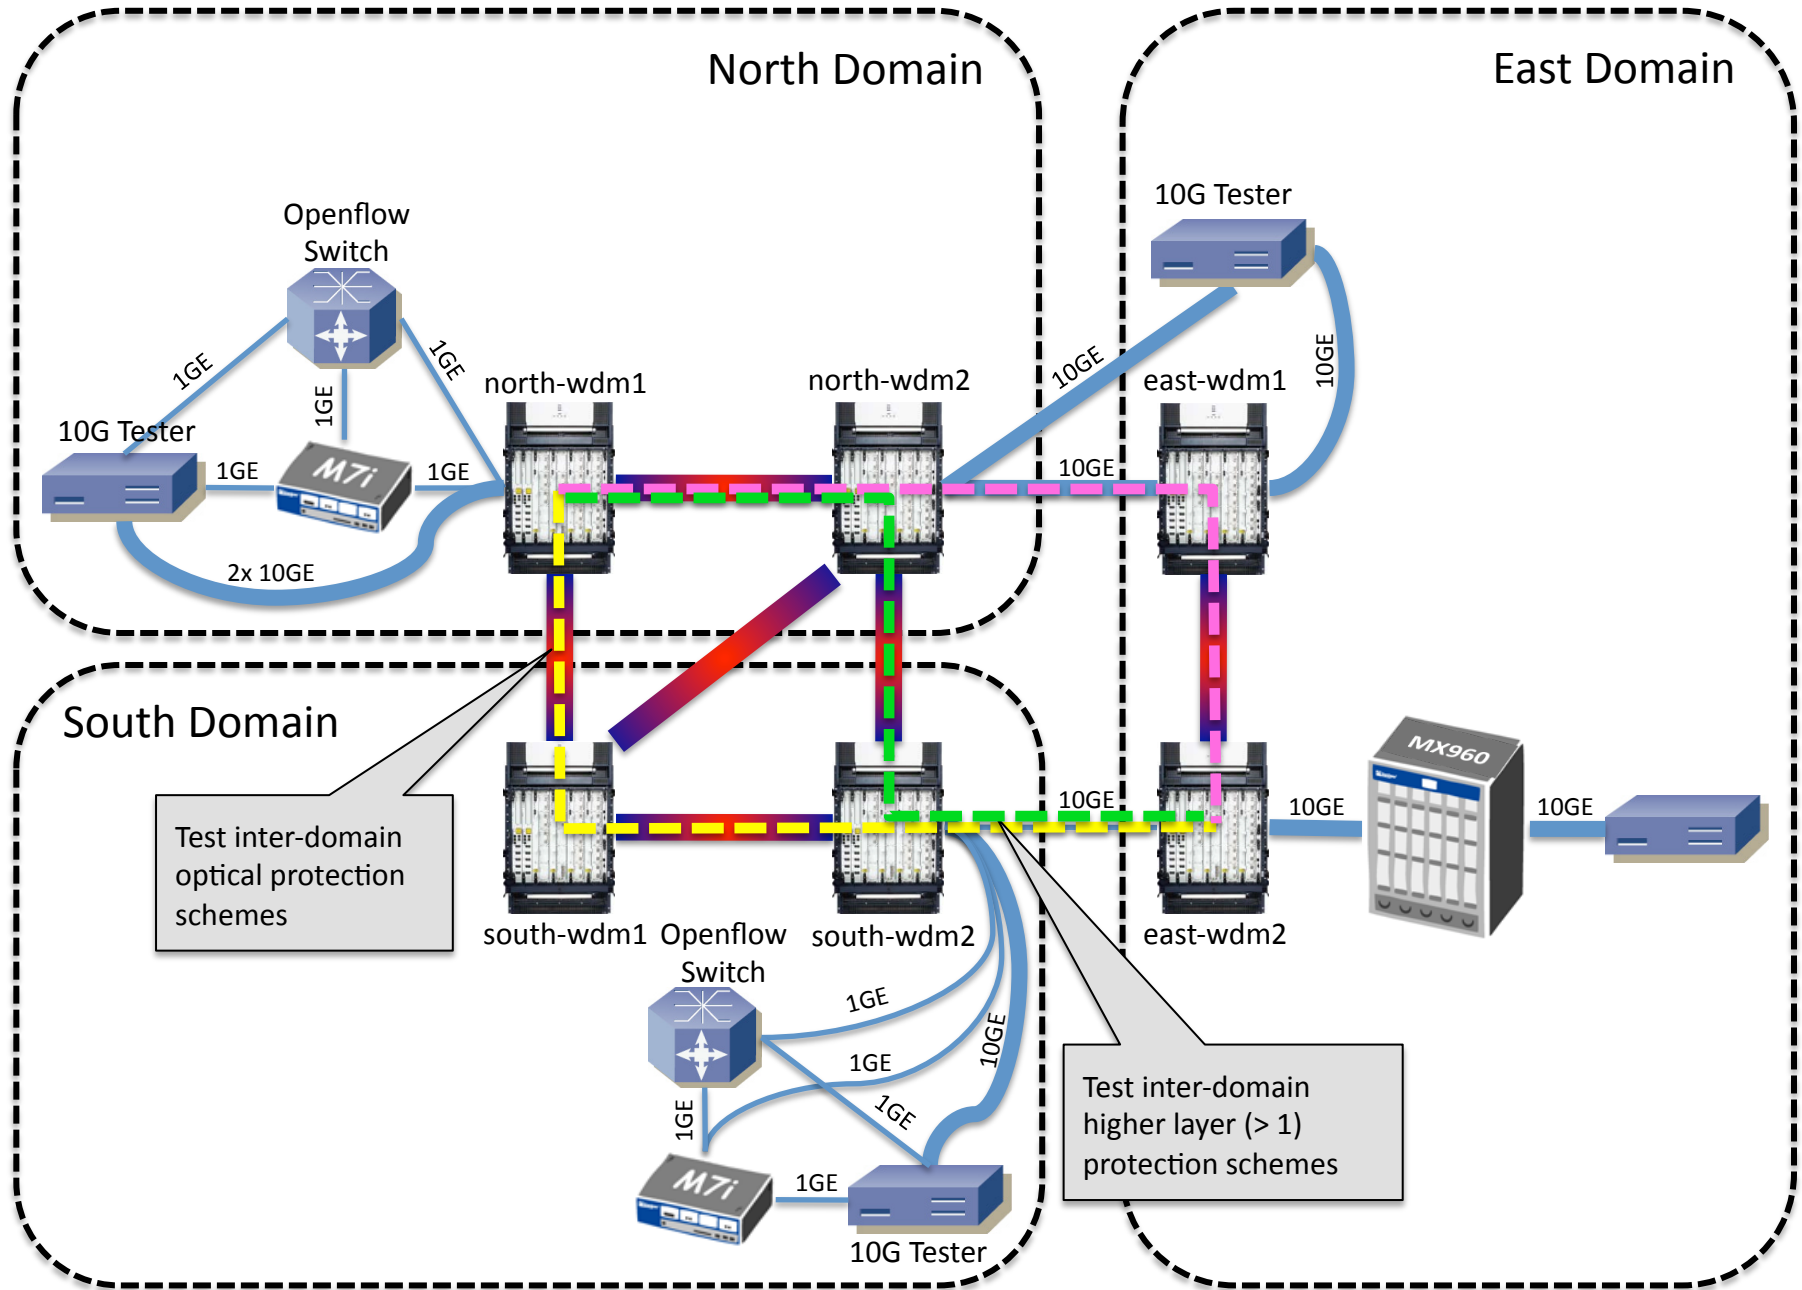 North Domain
East Domain
10G Tester
Openflow
Switch
1GE
1GE
1GE
10GE
10GE
north-wdm1
north-wdm2
east-wdm1
10G Tester
1GE
M7i
1GE
10GE
2x 10GE
South Domain
MX960
Test inter-domain
optical protection
schemes
10GE
10GE
10GE
south-wdm1
Openflow
Switch
south-wdm2
east-wdm2
1GE
10GE
1GE
1GE
1GE
Test inter-domain
higher layer (> 1)
protection schemes
M7i
1GE
10G Tester